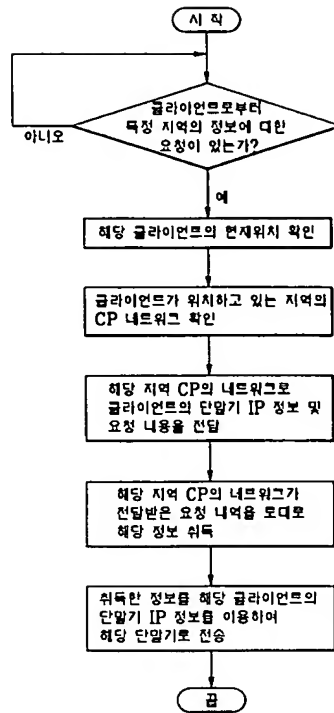 시 작
클라이언트로부터
특정 지역의 정보에 대한
요청이 있는가?
아니오
예
해당 클라이언트의 현재위치 확인
클라이언트가 위치하고 있는 지역의
CP 네트워크 확인
해당 지역 CP의 네트워크로
클라이언트의 단말기 IP 정보 및
요청 내용을 전달
해당 지역 CP의 네트워크가
전달받은 요청 내역을 토대로
해당 정보 취득
취득한 정보를 해당 클라이언트의
단말기 IP 정보를 이용하여
해당 단말기로 전송
끝